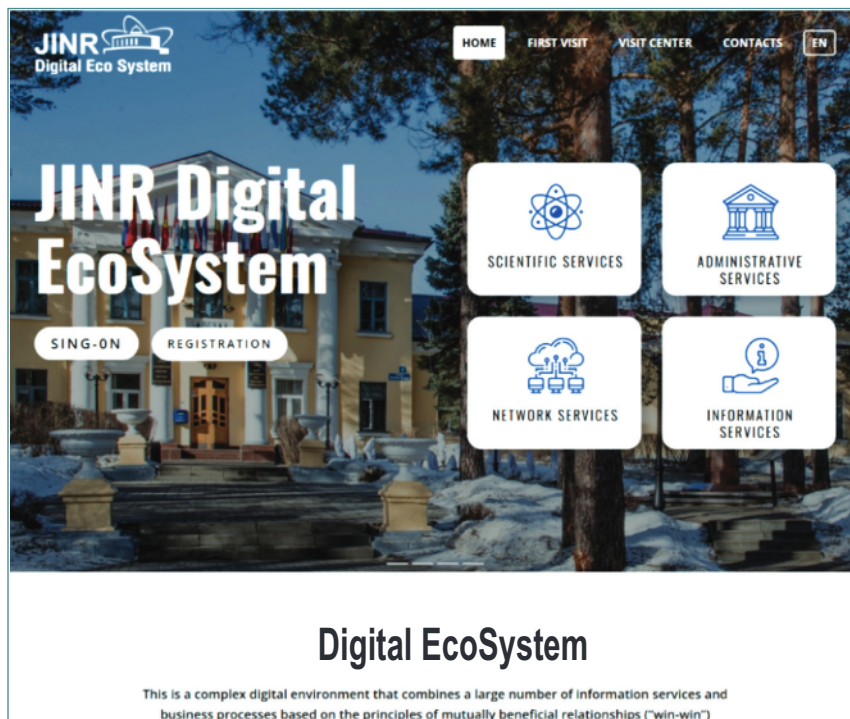 JINR
Digital Eco System
HOME FIRST VISIT VISIT CENTER CONTACTS EN
JINR Digital
EcoSystem
SING-ON REGISTRATION
SCIENTIFIC SERVICES
ADMINISTRATIVE
SERVICES
NETWORK SERVICES
INFORMATION
SERVICES
Digital EcoSystem
This is a complex digital environment that combines a large number of information services and
business processes based on the principles of mutually beneficial relationships ("win-win")